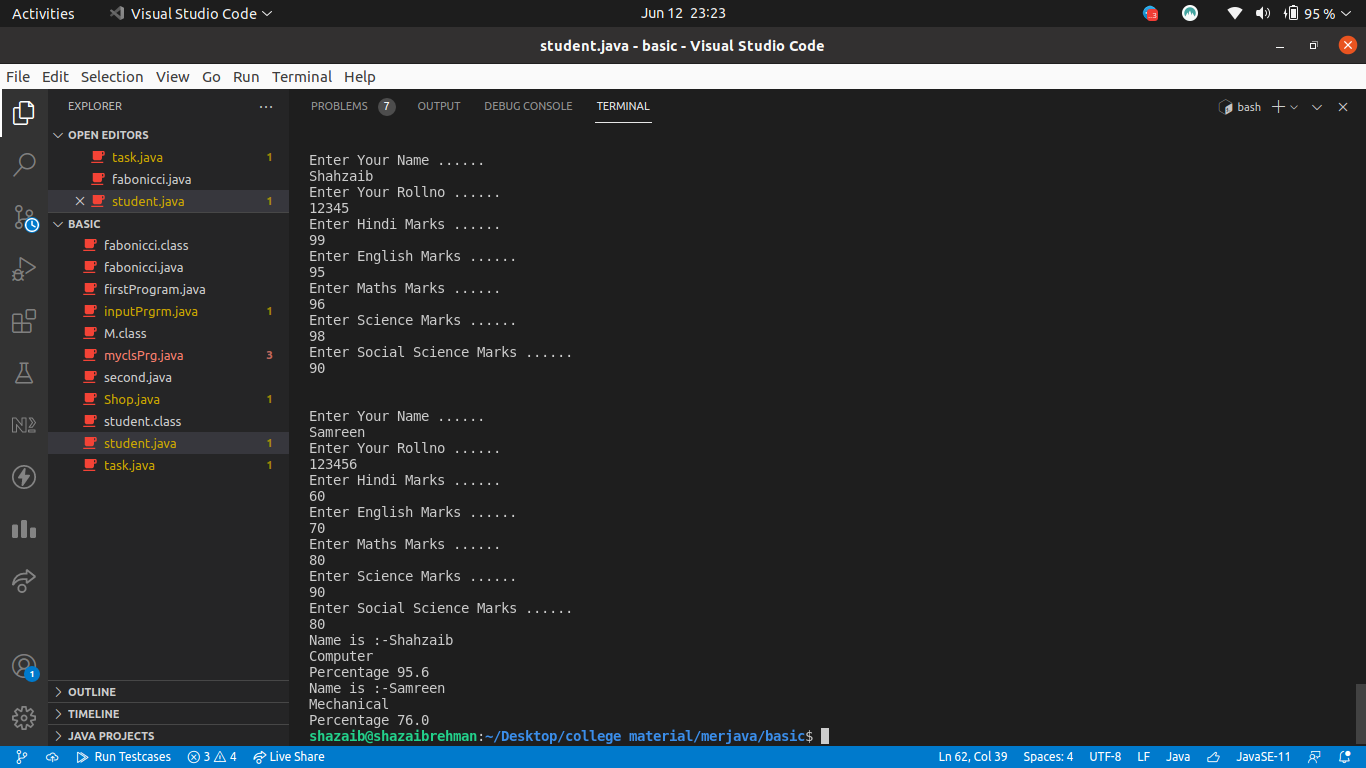 Activities
Visual Studio Code
Jun 12 23:23
3
95 %
student.java - basic - Visual Studio Code
File Edit Selection View Go Run Terminal Help
EXPLORER
OPEN EDITORS
task.java 1
fabonicci.java
student.java 1
BASIC
fabonicci.class
fabonicci.java
firstProgram.java
inputPrgrm.java 1
M.class
myclsPrg.java 3
second.java
Shop.java 1
student.class
student.java 1
task.java 1
OUTLINE
TIMELINE
JAVA PROJECTS
1
PROBLEMS 7 OUTPUT DEBUG CONSOLE TERMINAL
bash
Enter Your Name ......
Shahzaib
Enter Your Rollno ......
12345
Enter Hindi Marks ......
99
Enter English Marks ......
95
Enter Maths Marks ......
96
Enter Science Marks ......
98
Enter Social Science Marks ......
90
Enter Your Name ......
Samreen
Enter Your Rollno ......
123456
Enter Hindi Marks ......
60
Enter English Marks ......
70
Enter Maths Marks ......
80
Enter Science Marks ......
90
Enter Social Science Marks ......
80
Name is :-Shahzaib
Computer
Percentage 95.6
Name is :-Samreen
Mechanical
Percentage 76.0
shazaib@shazaibrehman:~/Desktop/college material/merjava/basic$
Run Testcases 3 4 Live Share
Ln 62, Col 39 Spaces: 4 UTF-8 LF Java JavaSE-11